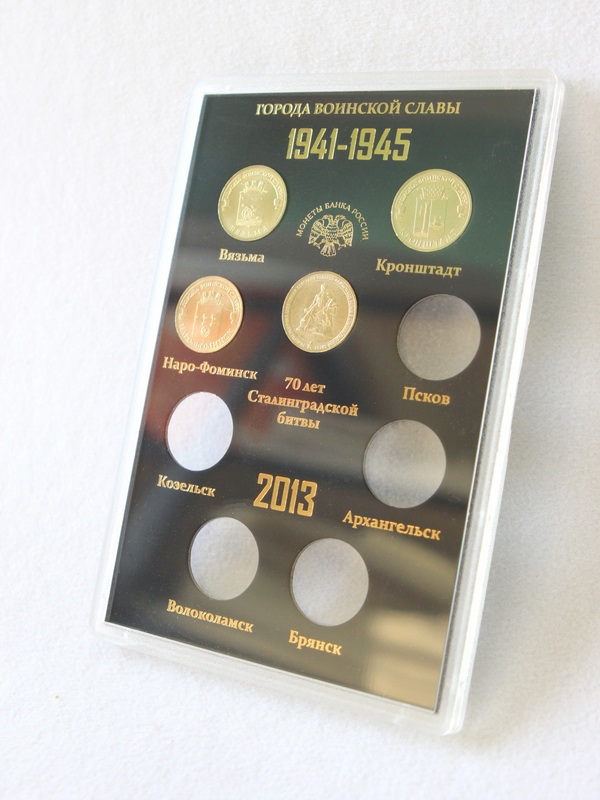 ГОРОДА ВОИНСКОЙ СЛАВЫ
1941-1945
МОНЕТЫ БАНКА РОССИИ
Вязьма
Кронштадт
Наро-Фоминск
70 лет
Сталинградской
битвы
Псков
Козельск
2013
Архангельск
Волоколамск
Брянск